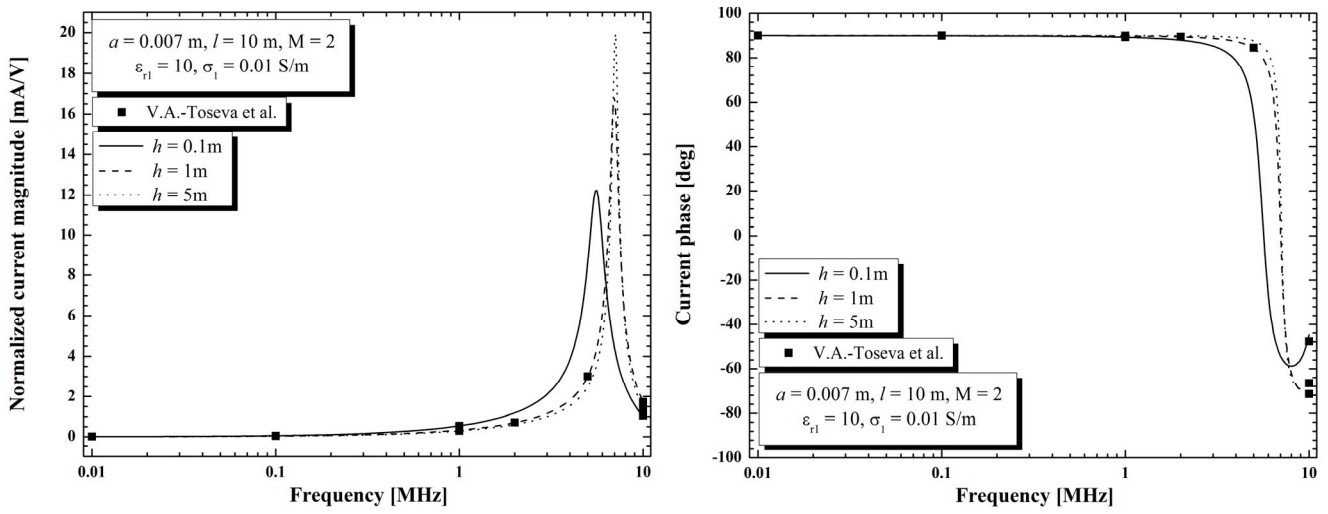 Normalized current magnitude [mA/V]
20
18
16
14
12
10
8
6
4
2
0
a = 0.007 m, l = 10 m, M = 2
εr1 = 10, σ1 = 0.01 S/m
V.A.-Toseva et al.
h = 0.1m
h = 1m
h = 5m
0.01 0.1 1 10
Frequency [MHz]
Current phase [deg]
100
80
60
40
20
0
-20
-40
-60
-80
-100
h = 0.1m
h = 1m
h = 5m
V.A.-Toseva et al.
a = 0.007 m, l = 10 m, M = 2
εr1 = 10, σ1 = 0.01 S/m
0.01 0.1 1 10
Frequency [MHz]